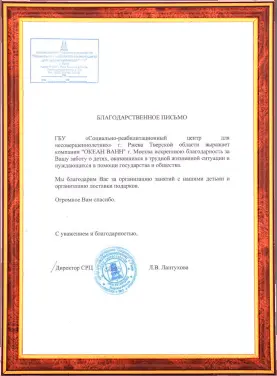 БЛАГОДАРСТВЕННОЕ ПИСЬМО
ГБУ «Социально-реабилитационный центр для
несовершеннолетних» г. Ржева Тверской области выражает
компании "ОКЕАН ВАНН" г. Москва искреннюю благодарность за
Вашу заботу о детях, оказавшихся в трудной жизненной ситуации и
нуждающихся в помощи государства и общества.
Мы благодарим Вас за организацию занятий с нашими детьми и
организацию поставки подарков.
Огромное Вам спасибо.
С уважением и благодарностью,
Директор СРЦ Л.В. Лаптухова